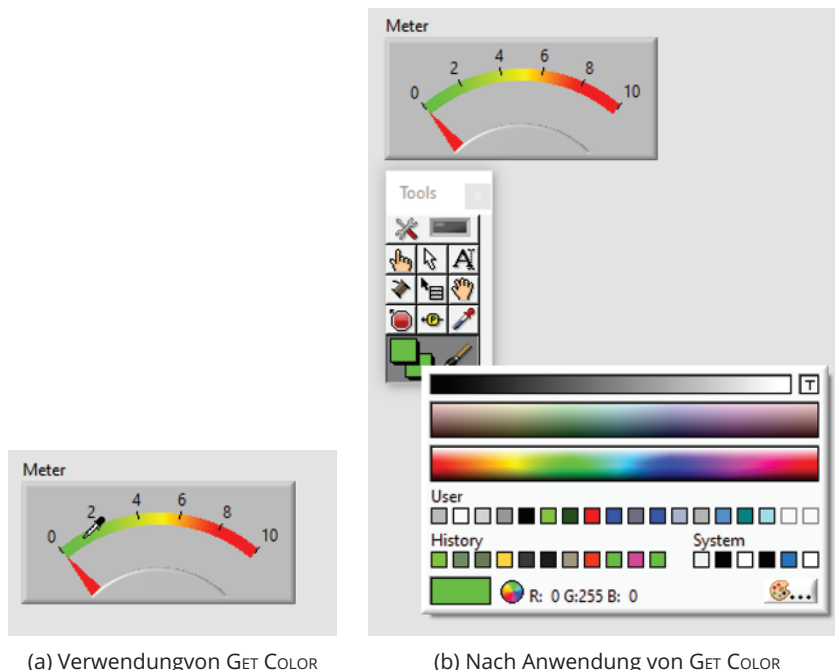 Meter
0 2 4 6 8 10
Tools
x
A
P
T
User
History System
R: 0 G:255 B: 0
...
Meter
0 2 4 6 8 10
(a) Verwendungvon GET COLOR
(b) Nach Anwendung von GET COLOR